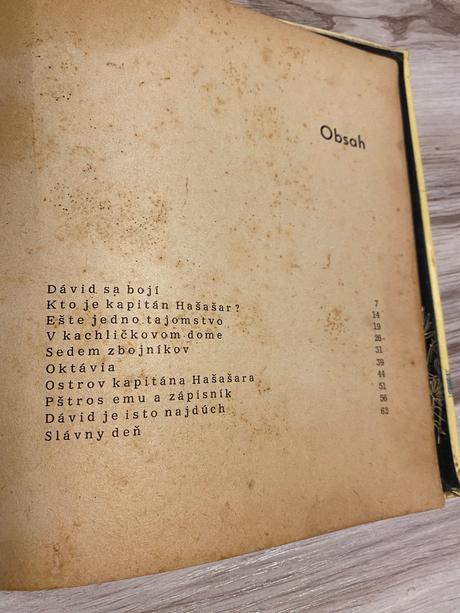 Obsah
Dávid sa bojí 7
Kto je kapitán Hašašar? 14
Ešte jedno tajomstvo 19
V kachličkovom dome 26
Sedem zbojníkov 31
Oktávia 39
Ostrov kapitána Hašašara 44
Pštros emu a zápisník 51
Dávid je isto najdúch 56
Slávny deň 62